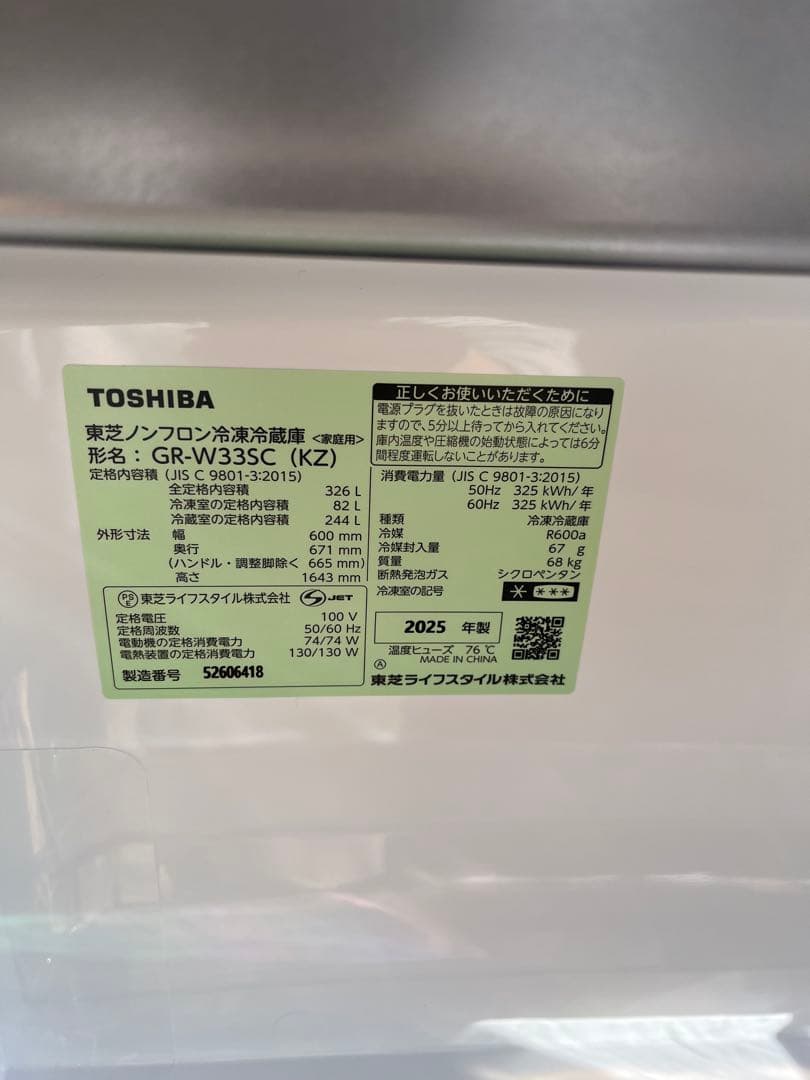 TOSHIBA
東芝ノンフロン冷凍冷蔵庫 <家庭用>
形名： GR-W33SC (KZ)
定格内容積 (JIS C 9801-3:2015)
全定格内容積 326 L
冷凍室の定格内容積 82 L
冷蔵室の定格内容積 244 L
外形寸法 幅 600 mm
奥行 671 mm
(ハンドル・調整脚除く 665 mm)
高さ 1643 mm
PSE 東芝ライフスタイル株式会社 S JET
定格電圧 100 V
定格周波数 50/60 Hz
電動機の定格消費電力 74/74 W
電熱装置の定格消費電力 130/130 W
製造番号 52606418
正しくお使いいただくために
電源プラグを抜いたときは故障の原因になり
ますので、5分以上待ってから入れてください。
庫内温度や圧縮機の始動状態によっては6分
間程度運転しないことがあります。
消費電力量 (JIS C 9801-3:2015)
50Hz 325 kWh/年
60Hz 325 kWh/年
種類 冷凍冷蔵庫
冷媒 R600a
冷媒封入量 67 g
質量 68 kg
断熱発泡ガス シクロペンタン
冷凍室の記号 * ***
2025 年製
温度ヒューズ 76 ℃
Ⓐ MADE IN CHINA
東芝ライフスタイル株式会社